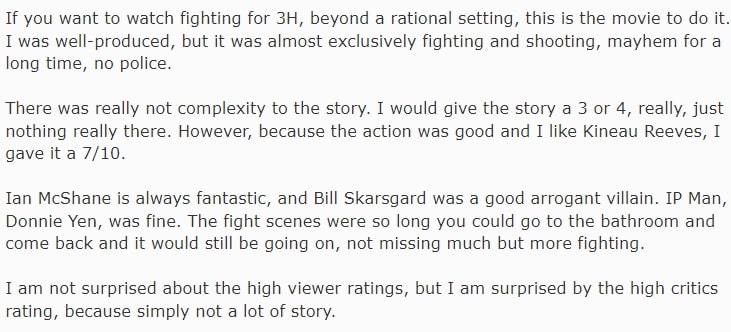 If you want to watch fighting for 3H, beyond a rational setting, this is the movie to do it.
I was well-produced, but it was almost exclusively fighting and shooting, mayhem for a
long time, no police.
There was really not complexity to the story. I would give the story a 3 or 4, really, just
nothing really there. However, because the action was good and I like Kineau Reeves, I
gave it a 7/10.
Ian McShane is always fantastic, and Bill Skarsgard was a good arrogant villain. IP Man,
Donnie Yen, was fine. The fight scenes were so long you could go to the bathroom and
come back and it would still be going on, not missing much but more fighting.
I am not surprised about the high viewer ratings, but I am surprised by the high critics
rating, because simply not a lot of story.